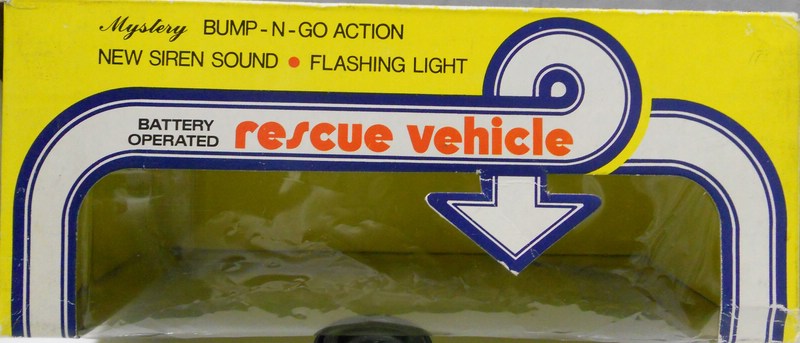 Mystery BUMP-N-GO ACTION
NEW SIREN SOUND • FLASHING LIGHT
BATTERY OPERATED
rescue vehicle